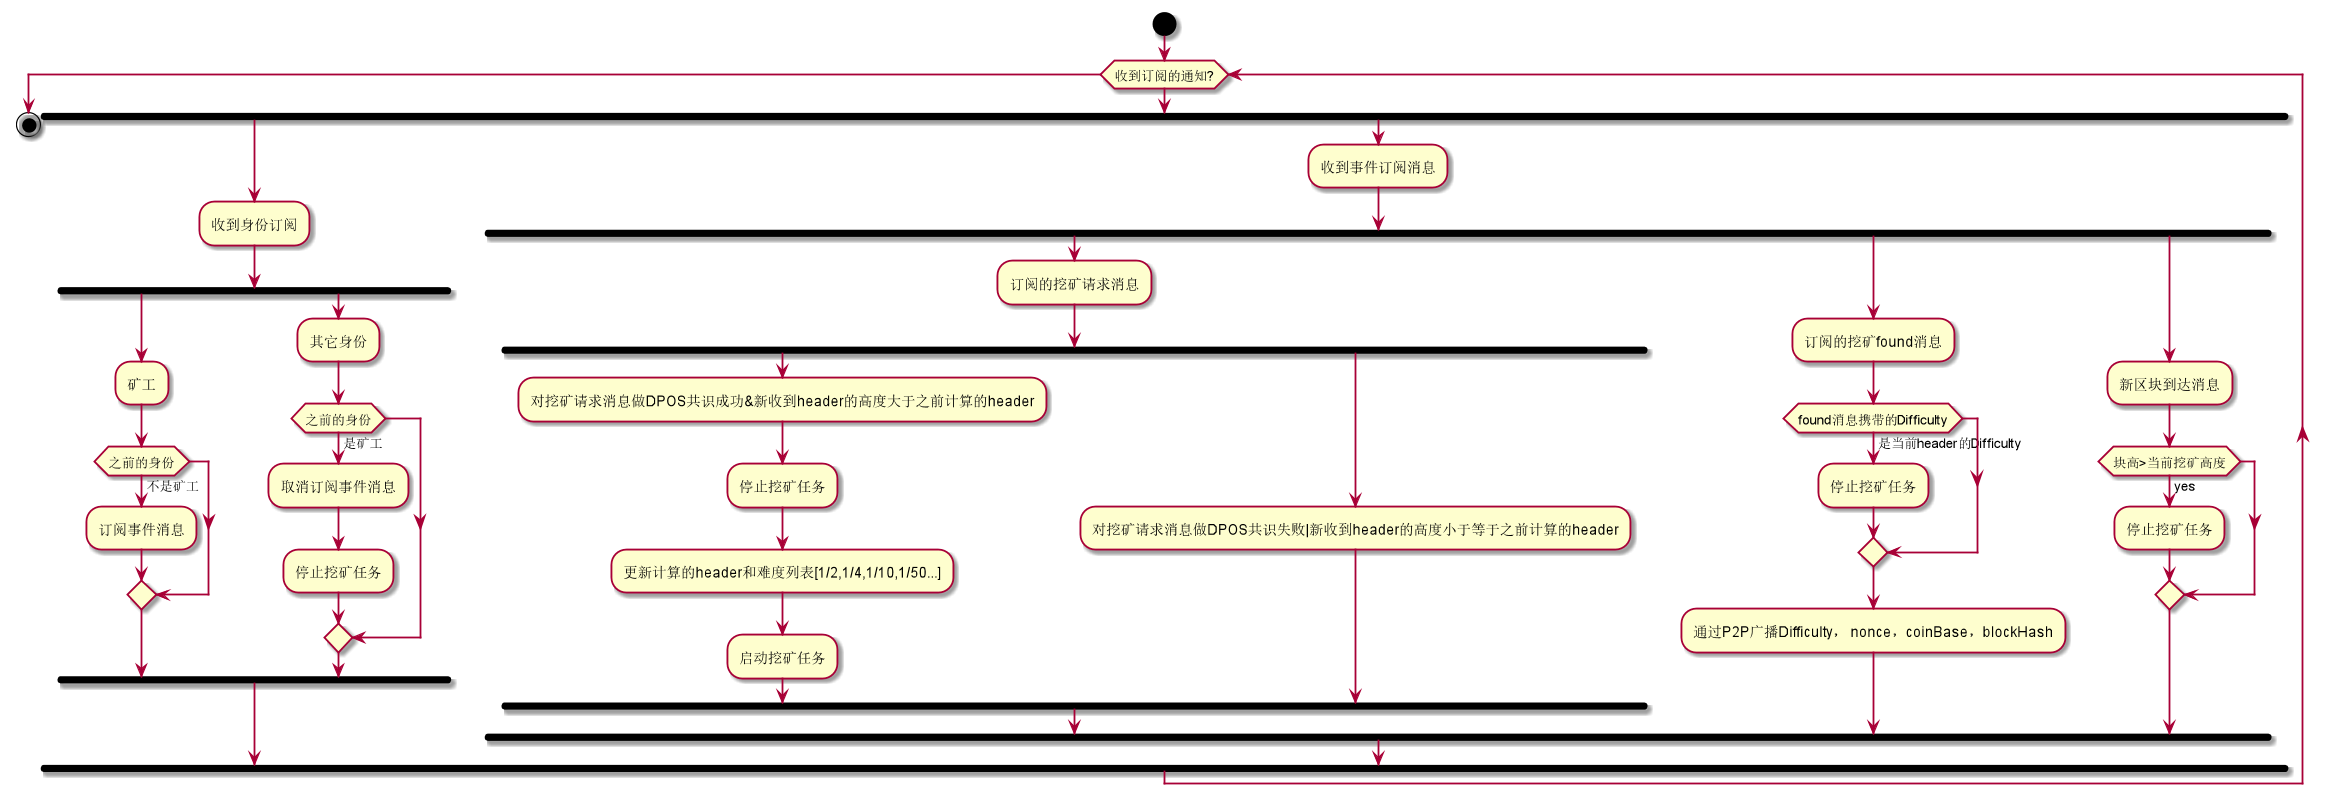 收到订阅的通知?
收到事件订阅消息
收到身份订阅
订阅的挖矿请求消息
其它身份
订阅的挖矿found消息
矿工
新区块到达消息
对挖矿请求消息做DPOS共识成功&新收到header的高度大于之前计算的header
之前的身份
是矿工
found消息携带的Difficulty
是当前header的Difficulty
之前的身份
不是矿工
块高>当前挖矿高度
yes
取消订阅事件消息
停止挖矿任务
停止挖矿任务
订阅事件消息
对挖矿请求消息做DPOS共识失败|新收到header的高度小于等于之前计算的header
停止挖矿任务
停止挖矿任务
更新计算的header和难度列表[1/2,1/4,1/10,1/50...]
通过P2P广播Difficulty， nonce，coinBase，blockHash
启动挖矿任务